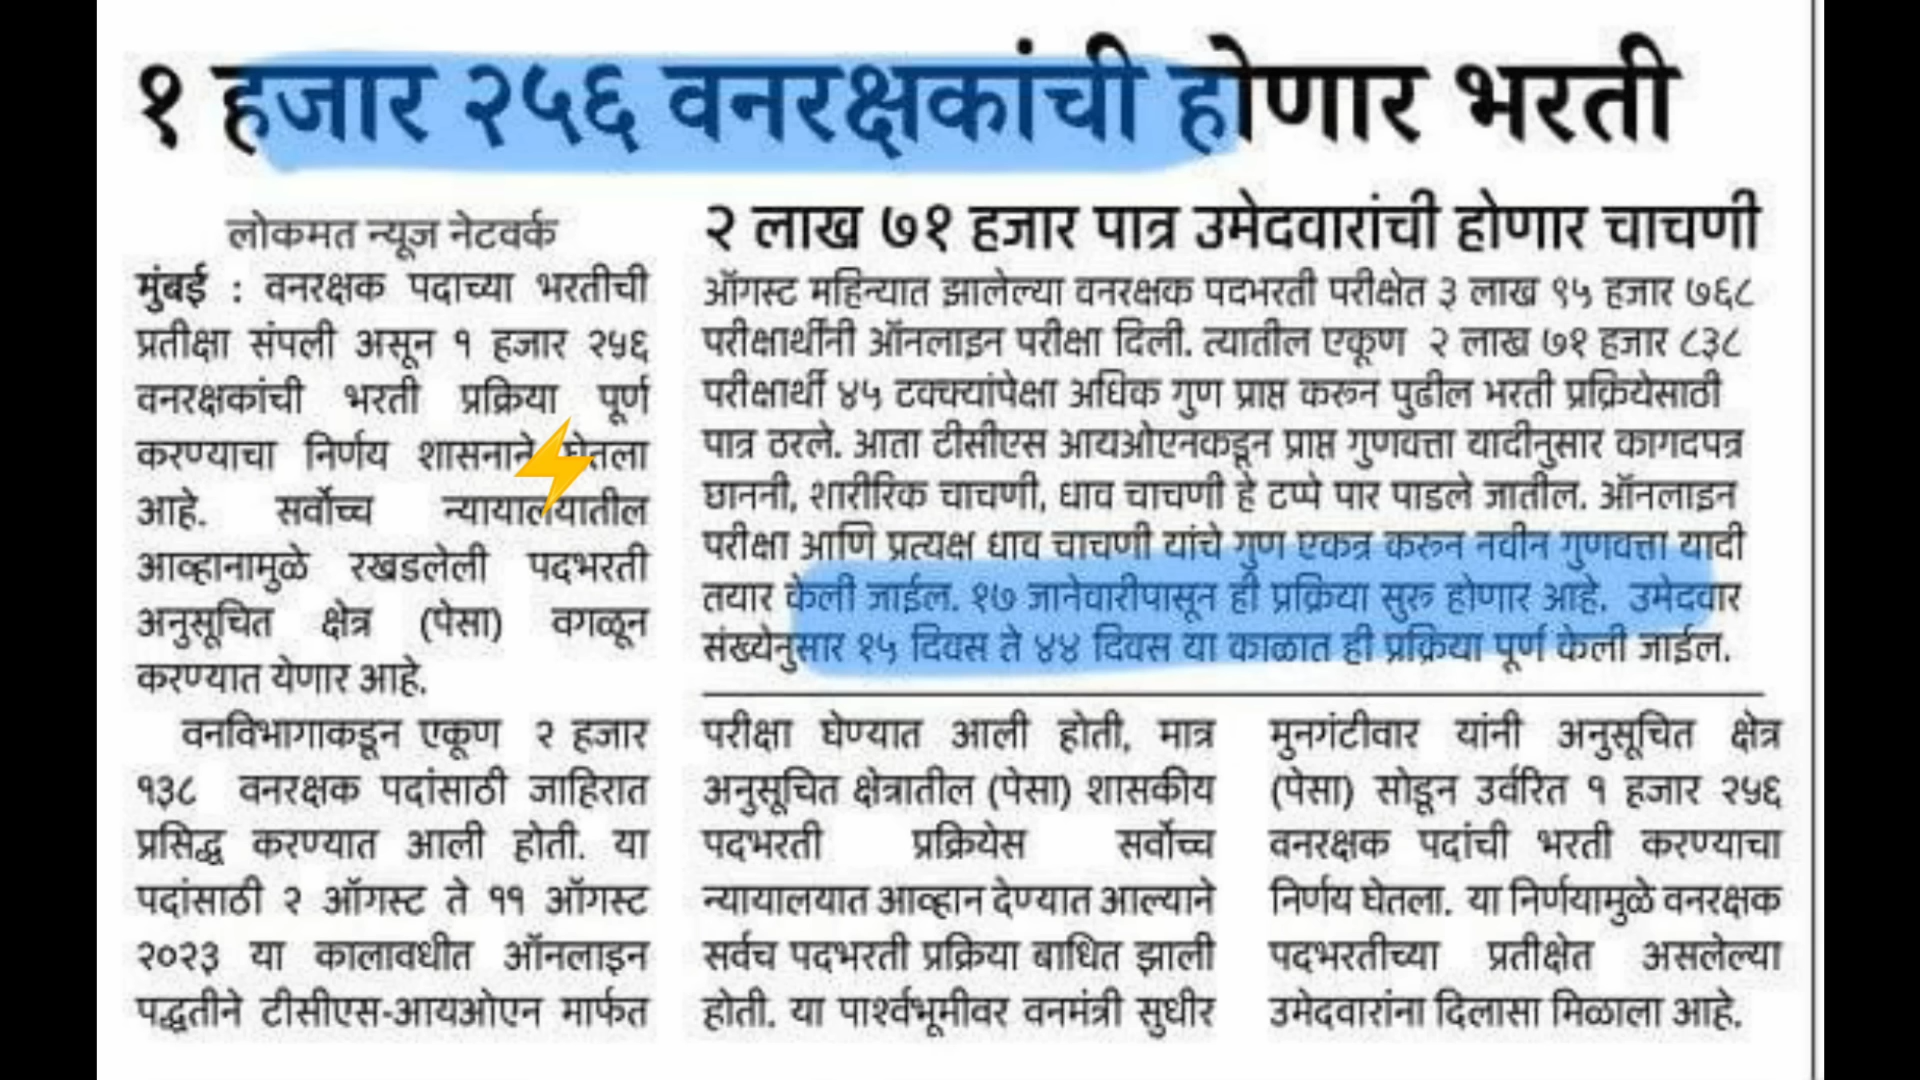 १ हजार २५६ वनरक्षकांची होणार भरती
लोकमत न्यूज नेटवर्क
मुंबई : वनरक्षक पदाच्या भरतीची
प्रतीक्षा संपली असून १ हजार २५६
वनरक्षकांची भरती प्रक्रिया पूर्ण
करण्याचा निर्णय शासनाने घेतला
आहे. सर्वोच्च न्यायालयातील
आव्हानामुळे रखडलेली पदभरती
अनुसूचित क्षेत्र (पेसा) वगळून
करण्यात येणार आहे.
वनविभागाकडून एकूण २ हजार
१३८ वनरक्षक पदांसाठी जाहिरात
प्रसिद्ध करण्यात आली होती. या
पदांसाठी २ ऑगस्ट ते ११ ऑगस्ट
२०२३ या कालावधीत ऑनलाइन
पद्धतीने टीसीएस-आयओएन मार्फत
२ लाख ७१ हजार पात्र उमेदवारांची होणार चाचणी
ऑगस्ट महिन्यात झालेल्या वनरक्षक पदभरती परीक्षेत ३ लाख ९५ हजार ७६८
परीक्षार्थींनी ऑनलाइन परीक्षा दिली. त्यातील एकूण २ लाख ७१ हजार ८३८
परीक्षार्थी ४५ टक्क्यांपेक्षा अधिक गुण प्राप्त करून पुढील भरती प्रक्रियेसाठी
पात्र ठरले. आता टीसीएस आयओएनकडून प्राप्त गुणवत्ता यादीनुसार कागदपत्र
छाननी, शारीरिक चाचणी, धाव चाचणी हे टप्पे पार पाडले जातील. ऑनलाइन
परीक्षा आणि प्रत्यक्ष धाव चाचणी यांचे गुण एकत्र करून नवीन गुणवत्ता यादी
तयार केली जाईल. १७ जानेवारीपासून ही प्रक्रिया सुरू होणार आहे. उमेदवार
संख्येनुसार १५ दिवस ते ४४ दिवस या काळात ही प्रक्रिया पूर्ण केली जाईल.
परीक्षा घेण्यात आली होती, मात्र
अनुसूचित क्षेत्रातील (पेसा) शासकीय
पदभरती प्रक्रियेस सर्वोच्च
न्यायालयात आव्हान देण्यात आल्याने
सर्वच पदभरती प्रक्रिया बाधित झाली
होती. या पार्श्वभूमीवर वनमंत्री सुधीर
मुनगंटीवार यांनी अनुसूचित क्षेत्र
(पेसा) सोडून उर्वरित १ हजार २५६
वनरक्षक पदांची भरती करण्याचा
निर्णय घेतला. या निर्णयामुळे वनरक्षक
पदभरतीच्या प्रतीक्षेत असलेल्या
उमेदवारांना दिलासा मिळाला आहे.